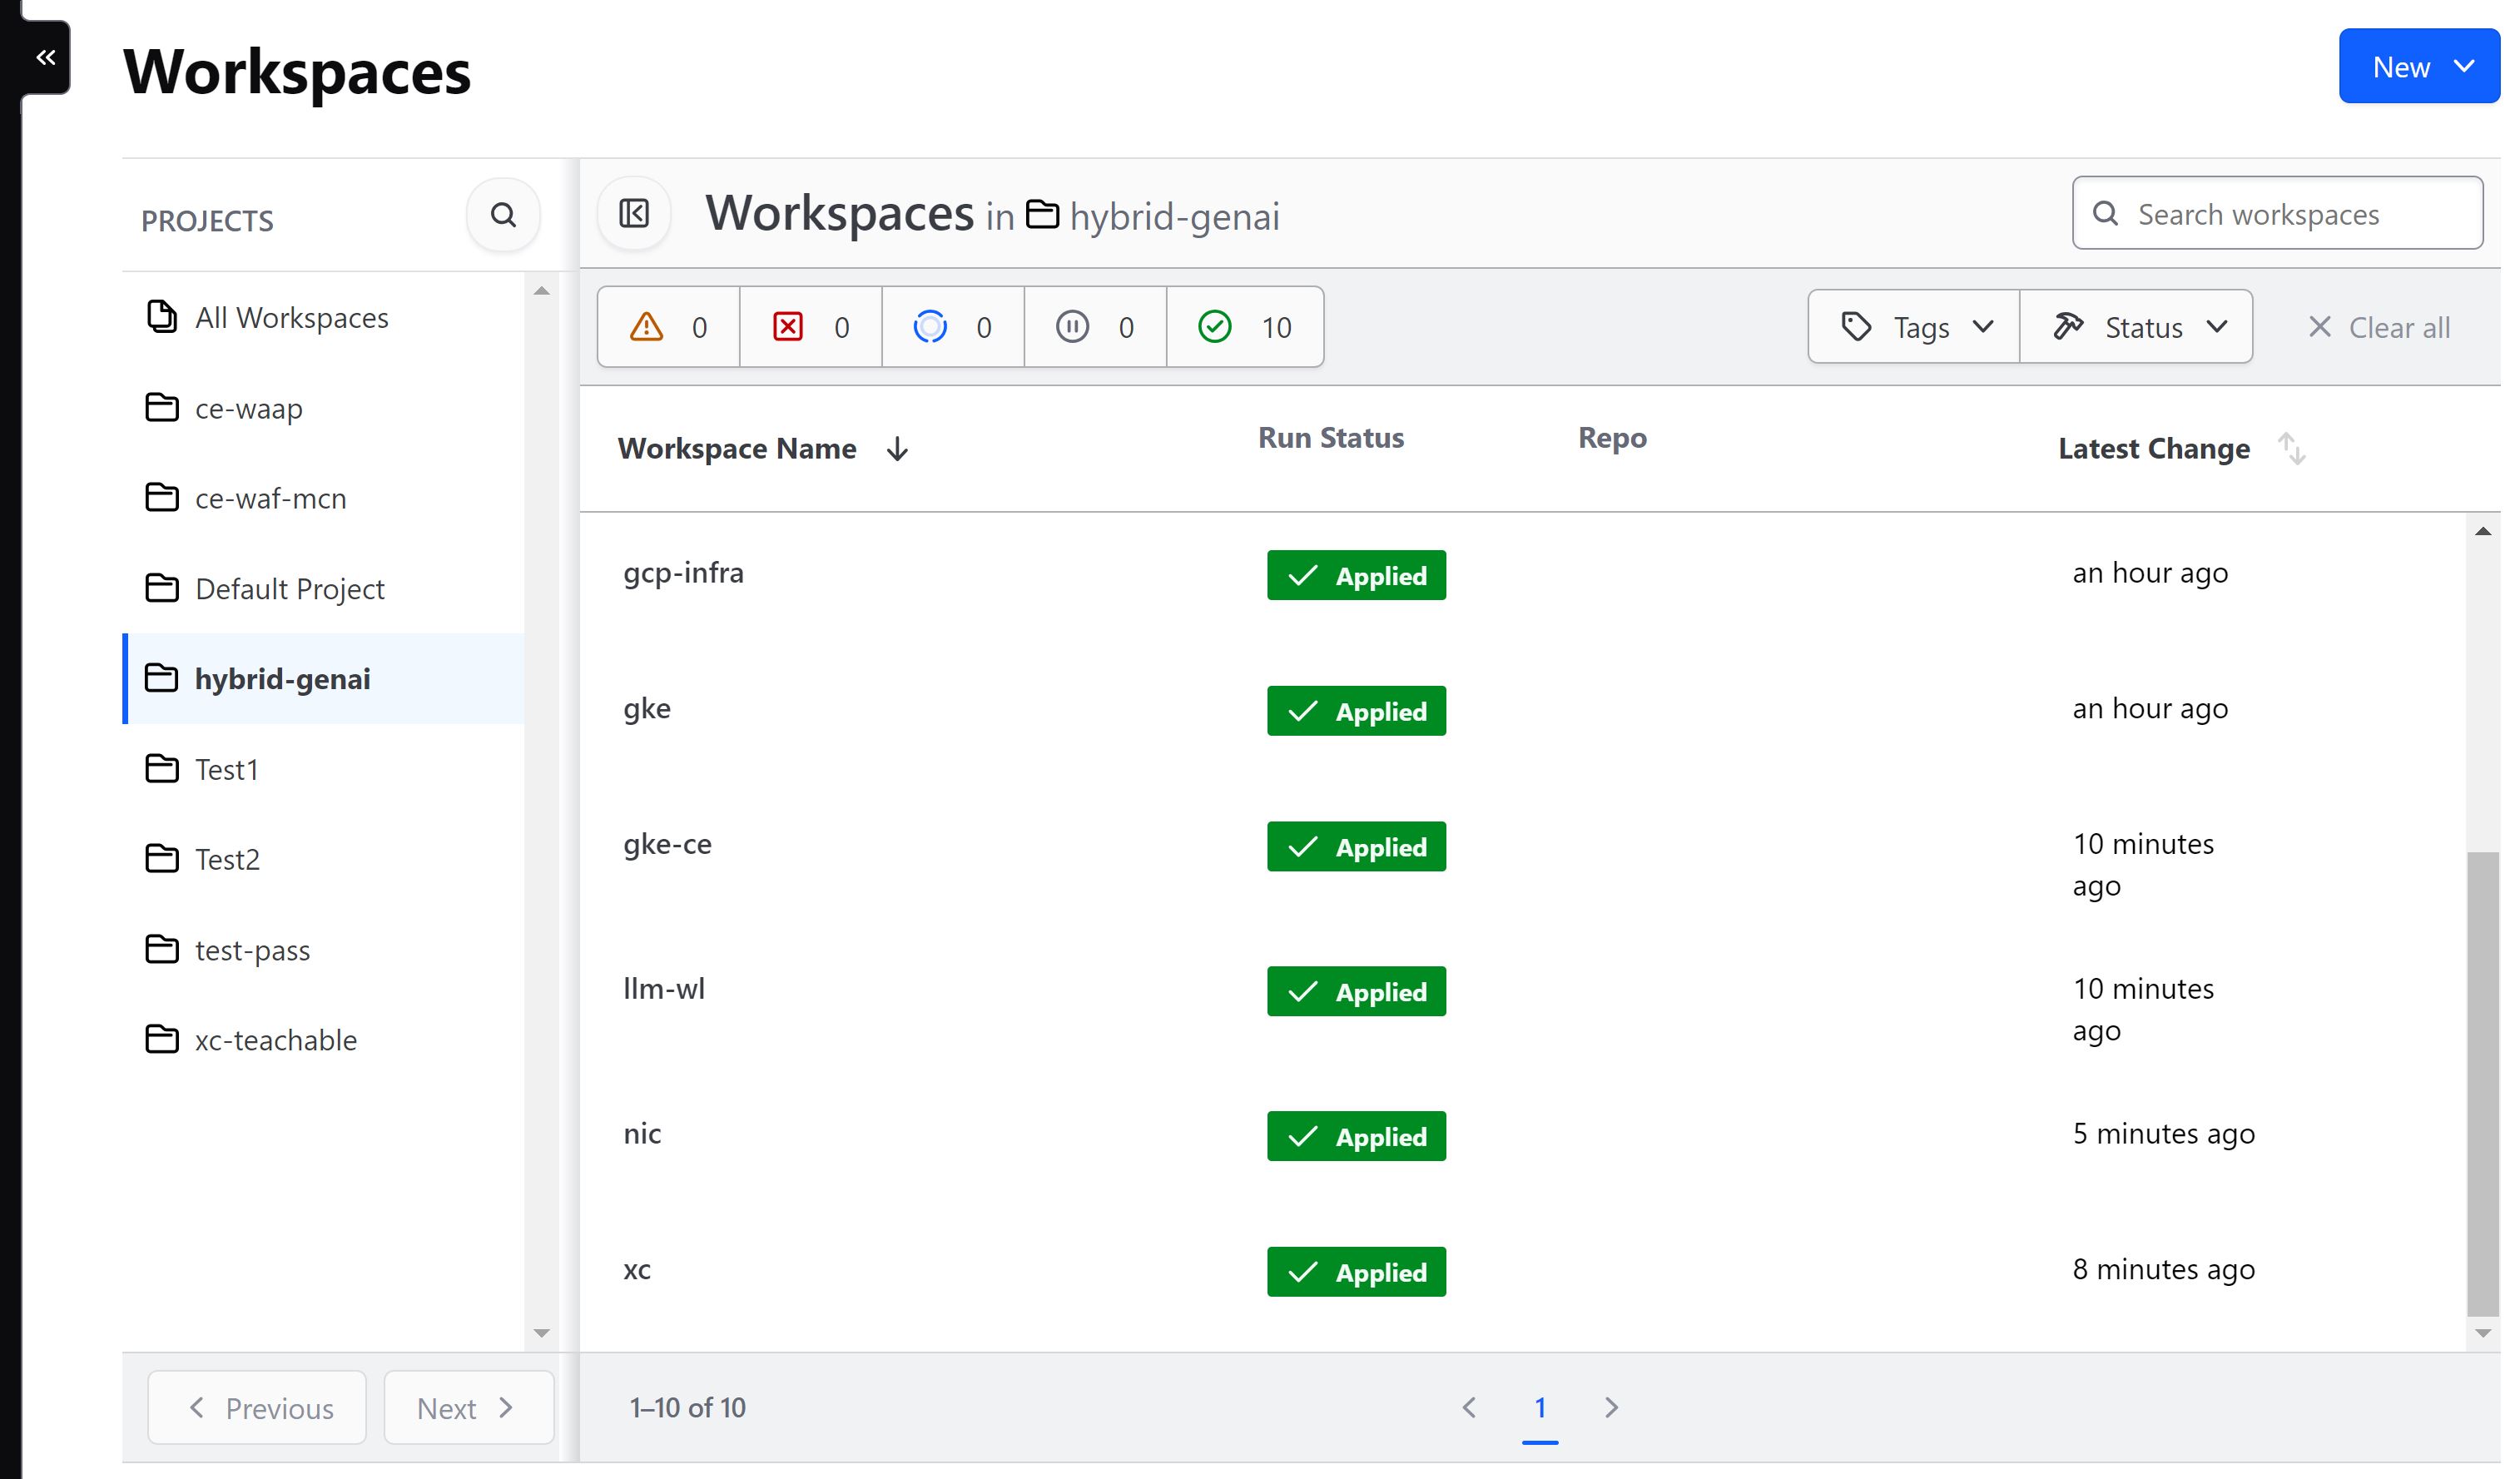 Workspaces
New
PROJECTS
Workspaces in hybrid-genai
Search workspaces
All Workspaces
ce-waap
ce-waf-mcn
Default Project
hybrid-genai
Test1
Test2
test-pass
xc-teachable
Previous
Next
0
0
0
0
10
Tags
Status
Clear all
Workspace Name
Run Status
Repo
Latest Change
gcp-infra
Applied
an hour ago
gke
Applied
an hour ago
gke-ce
Applied
10 minutes
ago
llm-wl
Applied
10 minutes
ago
nic
Applied
5 minutes ago
xc
Applied
8 minutes ago
1–10 of 10
1